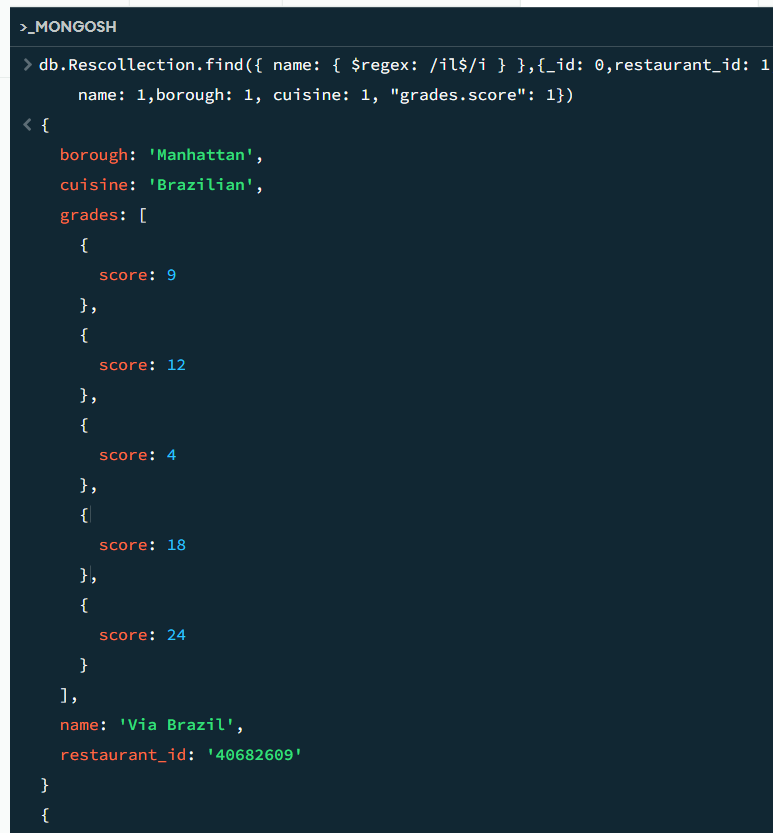 >_MONGOSH
> db.Rescollection.find({ name: { $regex: /il$/i } },{_id: 0,restaurant_id: 1
name: 1,borough: 1, cuisine: 1, "grades.score": 1})
< {
borough: 'Manhattan',
cuisine: 'Brazilian',
grades: [
{
score: 9
},
{
score: 12
},
{
score: 4
},
{
score: 18
},
{
score: 24
}
],
name: 'Via Brazil',
restaurant_id: '40682609'
}
{